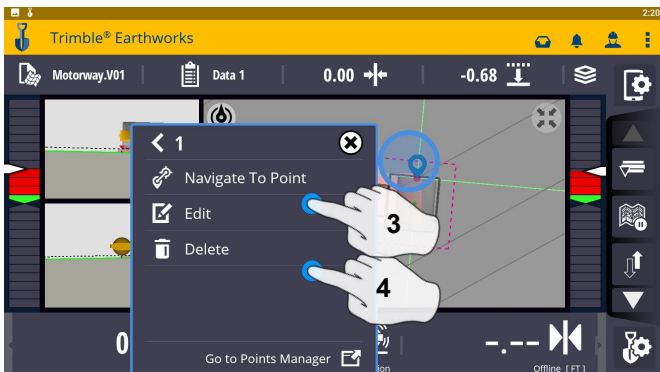 2:20
Trimble® Earthworks
Motorway.V01 Data 1 0.00 -0.68
1
Navigate To Point
Edit
3
Delete
4
0 -.--
Go to Points Manager ion Offline [FT]